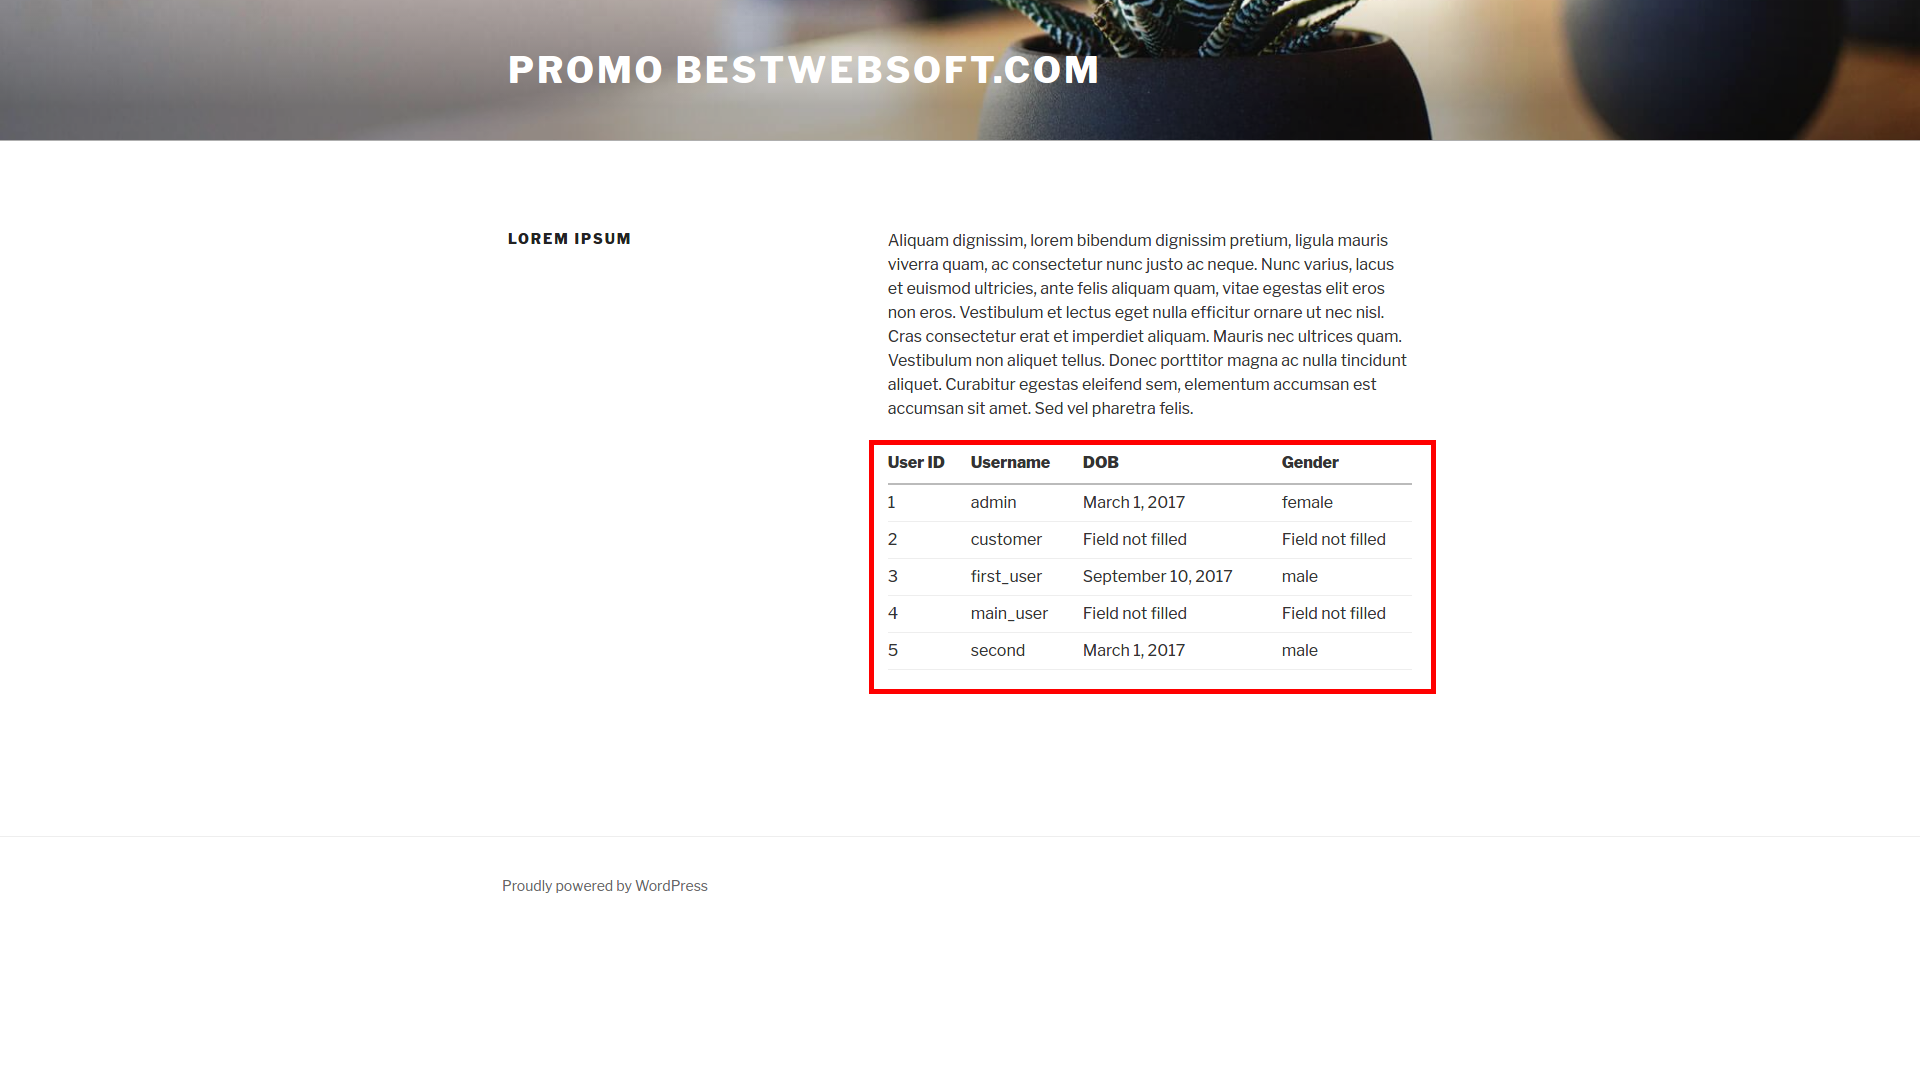 PROMO BESTWEBSOFT.COM
LOREM IPSUM
Aliquam dignissim, lorem bibendum dignissim pretium, ligula mauris
viverra quam, ac consectetur nunc justo ac neque. Nunc varius, lacus
et euismod ultricies, ante felis aliquam quam, vitae egestas elit eros
non eros. Vestibulum et lectus eget nulla efficitur ornare ut nec nisl.
Cras consectetur erat et imperdiet aliquam. Mauris nec ultrices quam.
Vestibulum non aliquet tellus. Donec porttitor magna ac nulla tincidunt
aliquet. Curabitur egestas eleifend sem, elementum accumsan est
accumsan sit amet. Sed vel pharetra felis.
User ID Username DOB Gender
1 admin March 1, 2017 female
2 customer Field not filled Field not filled
3 first_user September 10, 2017 male
4 main_user Field not filled Field not filled
5 second March 1, 2017 male
Proudly powered by WordPress